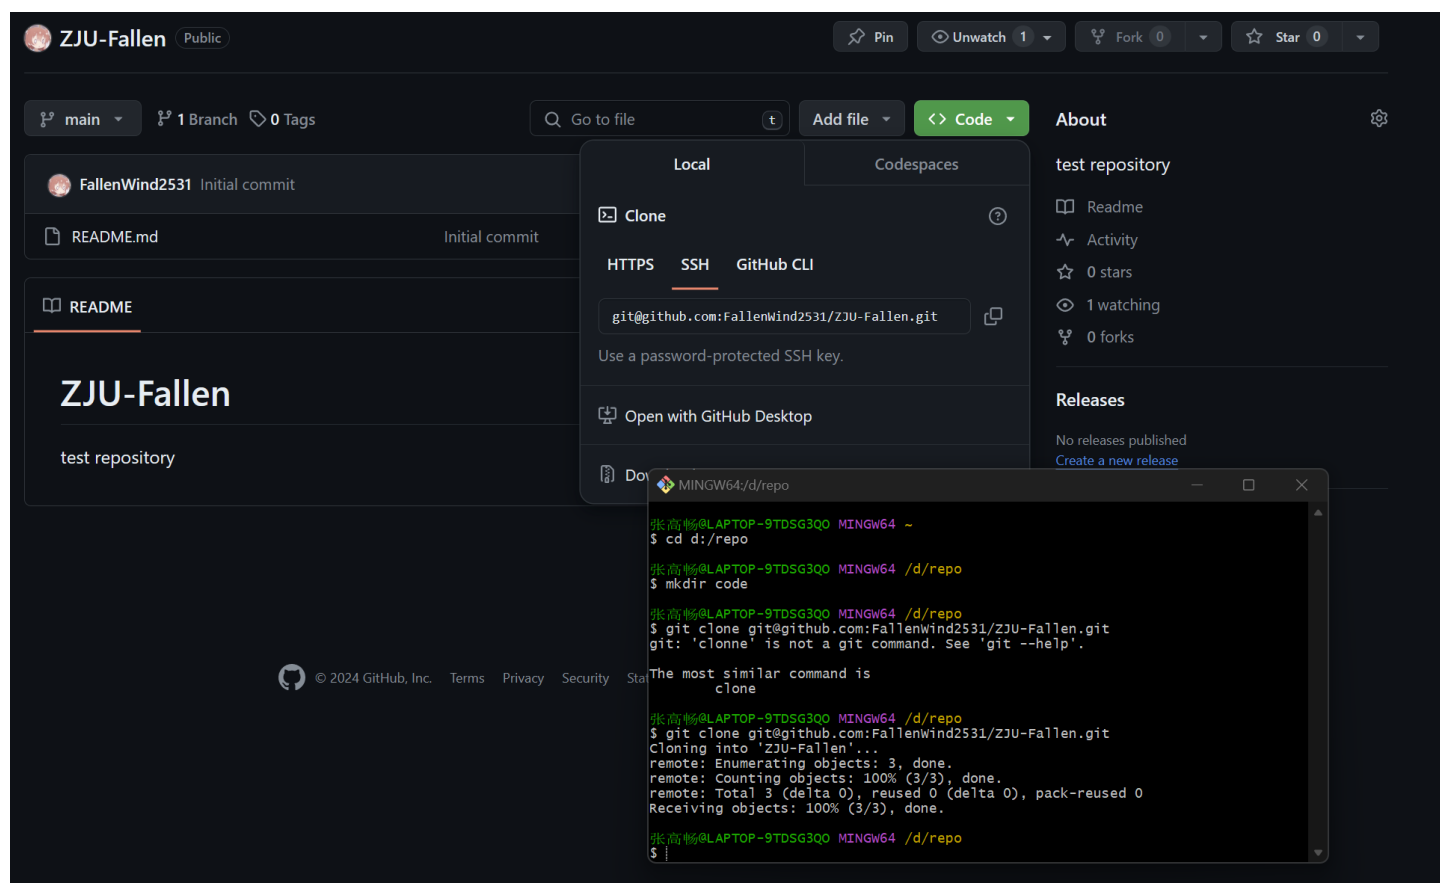 ZJU-Fallen Public
Pin
Unwatch 1
Fork 0
Star 0
main
1 Branch
0 Tags
Go to file
t
Add file
Code
FallenWind2531 Initial commit
README.md Initial commit
README
ZJU-Fallen
test repository
Local
Codespaces
Clone
HTTPS
SSH
GitHub CLI
git@github.com:FallenWind2531/ZJU-Fallen.git
Use a password-protected SSH key.
Open with GitHub Desktop
About
test repository
Readme
Activity
0 stars
1 watching
0 forks
Releases
No releases published
Create a new release
© 2024 GitHub, Inc. Terms Privacy Security
MINGW64:/d/repo
张高畅@LAPTOP-9TDSG3QO MINGW64 ~
$ cd d:/repo
张高畅@LAPTOP-9TDSG3QO MINGW64 /d/repo
$ mkdir code
张高畅@LAPTOP-9TDSG3QO MINGW64 /d/repo
$ git clone git@github.com:FallenWind2531/ZJU-Fallen.git
git: 'clonne' is not a git command. See 'git --help'.
The most similar command is
clone
张高畅@LAPTOP-9TDSG3QO MINGW64 /d/repo
$ git clone git@github.com:FallenWind2531/ZJU-Fallen.git
Cloning into 'ZJU-Fallen'...
remote: Enumerating objects: 3, done.
remote: Counting objects: 100% (3/3), done.
remote: Total 3 (delta 0), reused 0 (delta 0), pack-reused 0
Receiving objects: 100% (3/3), done.
张高畅@LAPTOP-9TDSG3QO MINGW64 /d/repo
$